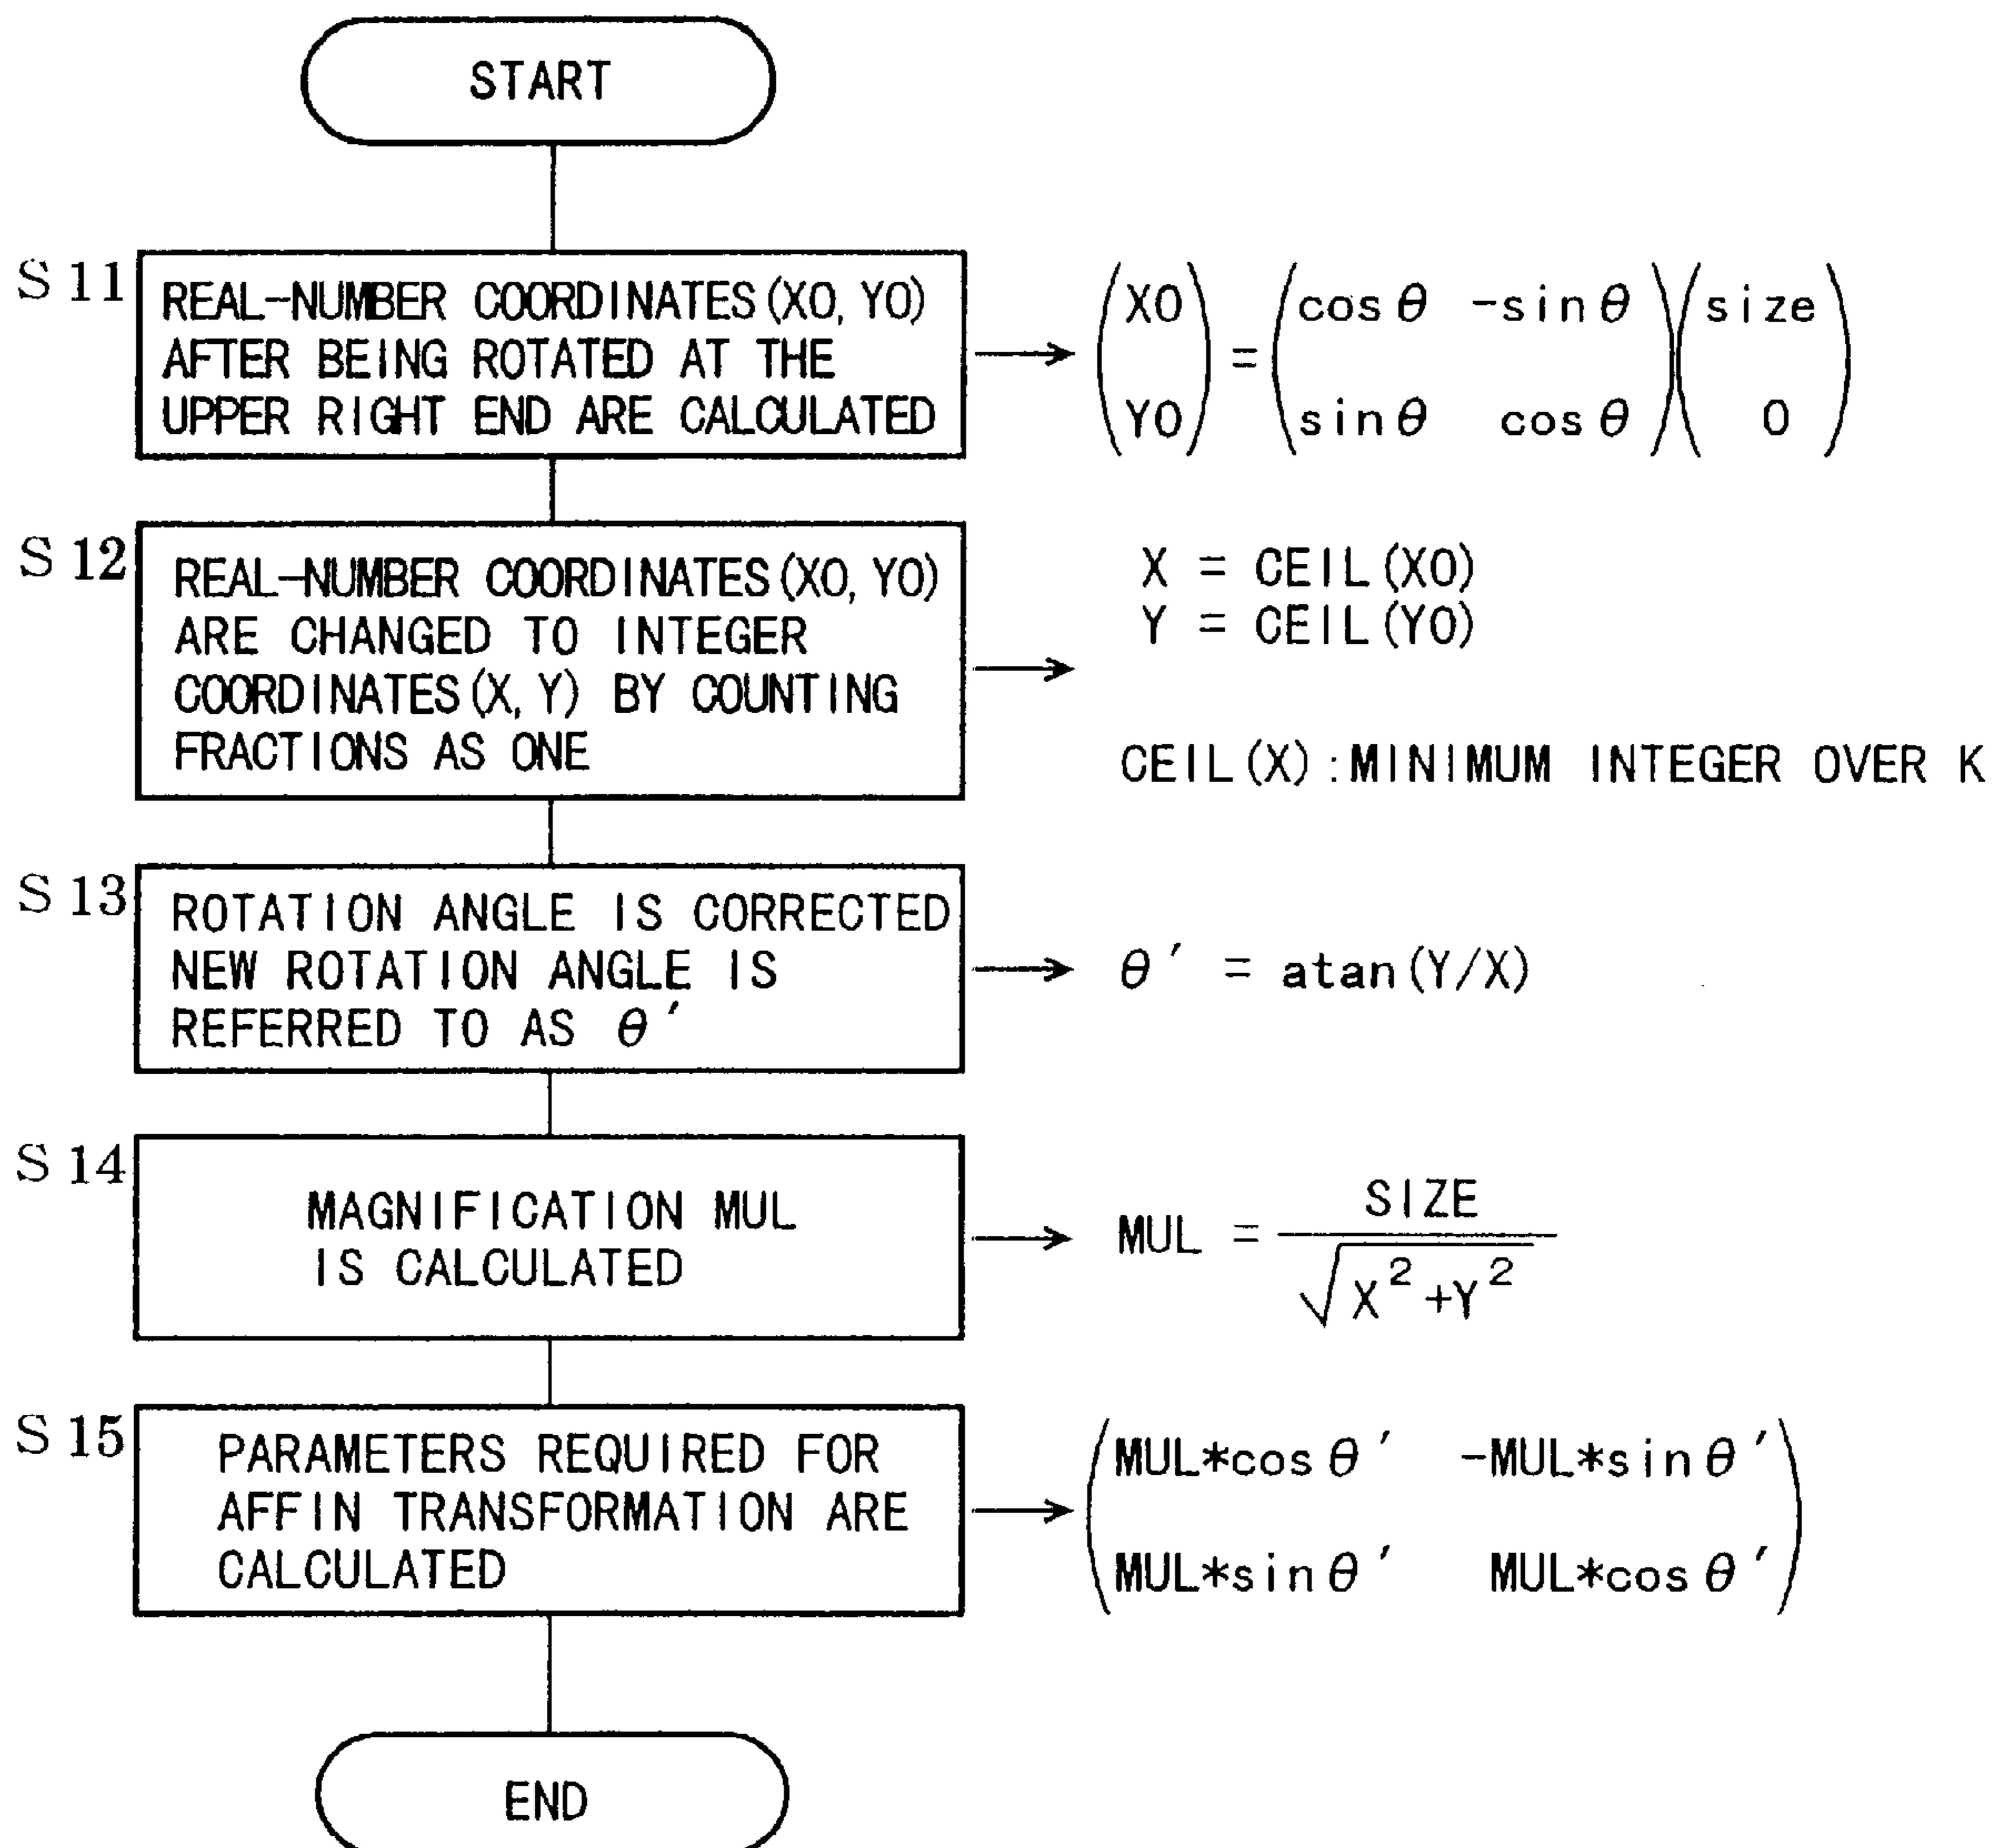 START
S 11
REAL-NUMBER COORDINATES(X0, Y0)
AFTER BEING ROTATED AT THE
UPPER RIGHT END ARE CALCULATED
(X0 Y0) = (cos θ -sin θ sin θ cos θ)(size 0)
S 12
REAL-NUMBER COORDINATES(X0, Y0)
ARE CHANGED TO INTEGER
COORDINATES(X, Y) BY COUNTING
FRACTIONS AS ONE
X = CEIL(X0)
Y = CEIL(Y0)
CEIL(X):MINIMUM INTEGER OVER K
S 13
ROTATION ANGLE IS CORRECTED
NEW ROTATION ANGLE IS
REFERRED TO AS θ'
θ' = atan(Y/X)
S 14
MAGNIFICATION MUL
IS CALCULATED
MUL = SIZE / √X²+Y²
S 15
PARAMETERS REQUIRED FOR
AFFIN TRANSFORMATION ARE
CALCULATED
MUL*cos θ' -MUL*sin θ'
MUL*sin θ' MUL*cos θ'
END